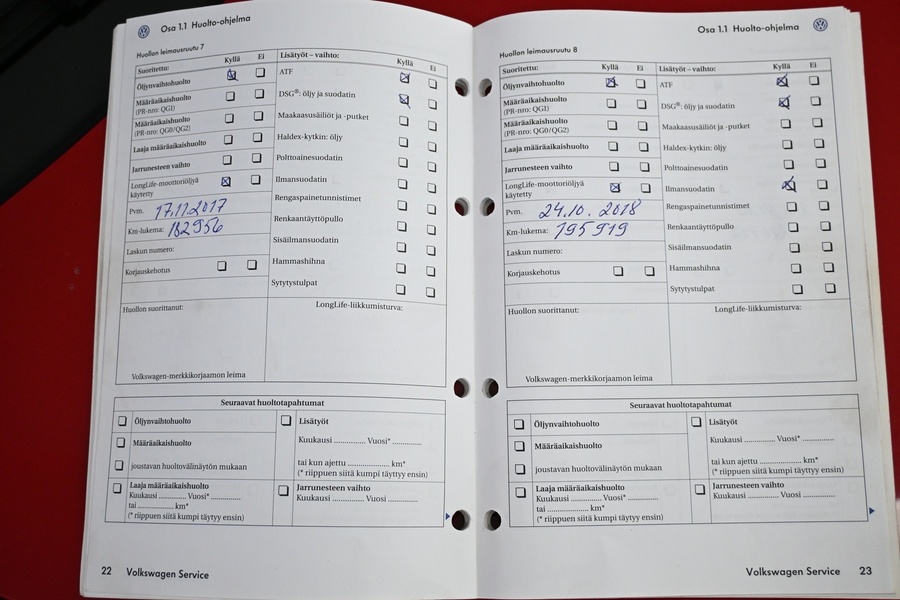 Osa 1.1 Huolto-ohjelma
Huollon leimausruutu 7
Suoritettu: Kyllä Ei
Öljynvaihtohuolto
Määräaikaishuolto
(PR-nro: QG1)
Määräaikaishuolto
(PR-nro: QG0/QG2)
Laaja määräaikaishuolto
Jarrunesteen vaihto
LongLife-moottoriöljyä
käytetty
Pvm. 17.11.2017
Km-lukema: 182956
Laskun numero:
Korjauskehotus
Lisätyöt – vaihto: Kyllä Ei
ATF
DSG®: öljy ja suodatin
Maakaasusäiliöt ja -putket
Haldex-kytkin: öljy
Polttoainesuodatin
Ilmansuodatin
Rengaspainetunnistimet
Renkaantäyttöpullo
Sisäilmansuodatin
Hammashihna
Sytytystulpat
Huollon suorittanut:
Volkswagen-merkkikorjaamon leima
LongLife-liikkumisturva:
Seuraavat huoltotapahtumat
Öljynvaihtohuolto
Määräaikaishuolto
joustavan huoltovälinäytön mukaan
Laaja määräaikaishuolto
Kuukausi ............. Vuosi* .............
tai .................... km*
(* riippuen siitä kumpi täytyy ensin)
Lisätyöt
Kuukausi ............. Vuosi* .............
tai kun ajettu .................. km*
(* riippuen siitä kumpi täytyy ensin)
Jarrunesteen vaihto
Kuukausi ............. Vuosi .............
22 Volkswagen Service
Osa 1.1 Huolto-ohjelma
Huollon leimausruutu 8
Suoritettu: Kyllä Ei
Öljynvaihtohuolto
Määräaikaishuolto
(PR-nro: QG1)
Määräaikaishuolto
(PR-nro: QG0/QG2)
Laaja määräaikaishuolto
Jarrunesteen vaihto
LongLife-moottoriöljyä
käytetty
Pvm. 24.10.2018
Km-lukema: 195919
Laskun numero:
Korjauskehotus
Lisätyöt – vaihto: Kyllä Ei
ATF
DSG®: öljy ja suodatin
Maakaasusäiliöt ja -putket
Haldex-kytkin: öljy
Polttoainesuodatin
Ilmansuodatin
Rengaspainetunnistimet
Renkaantäyttöpullo
Sisäilmansuodatin
Hammashihna
Sytytystulpat
Huollon suorittanut:
Volkswagen-merkkikorjaamon leima
LongLife-liikkumisturva:
Seuraavat huoltotapahtumat
Öljynvaihtohuolto
Määräaikaishuolto
joustavan huoltovälinäytön mukaan
Laaja määräaikaishuolto
Kuukausi ............. Vuosi* .............
tai .................... km*
(* riippuen siitä kumpi täytyy ensin)
Lisätyöt
Kuukausi ............. Vuosi* .............
tai kun ajettu .................. km*
(* riippuen siitä kumpi täytyy ensin)
Jarrunesteen vaihto
Kuukausi ............. Vuosi .............
Volkswagen Service 23